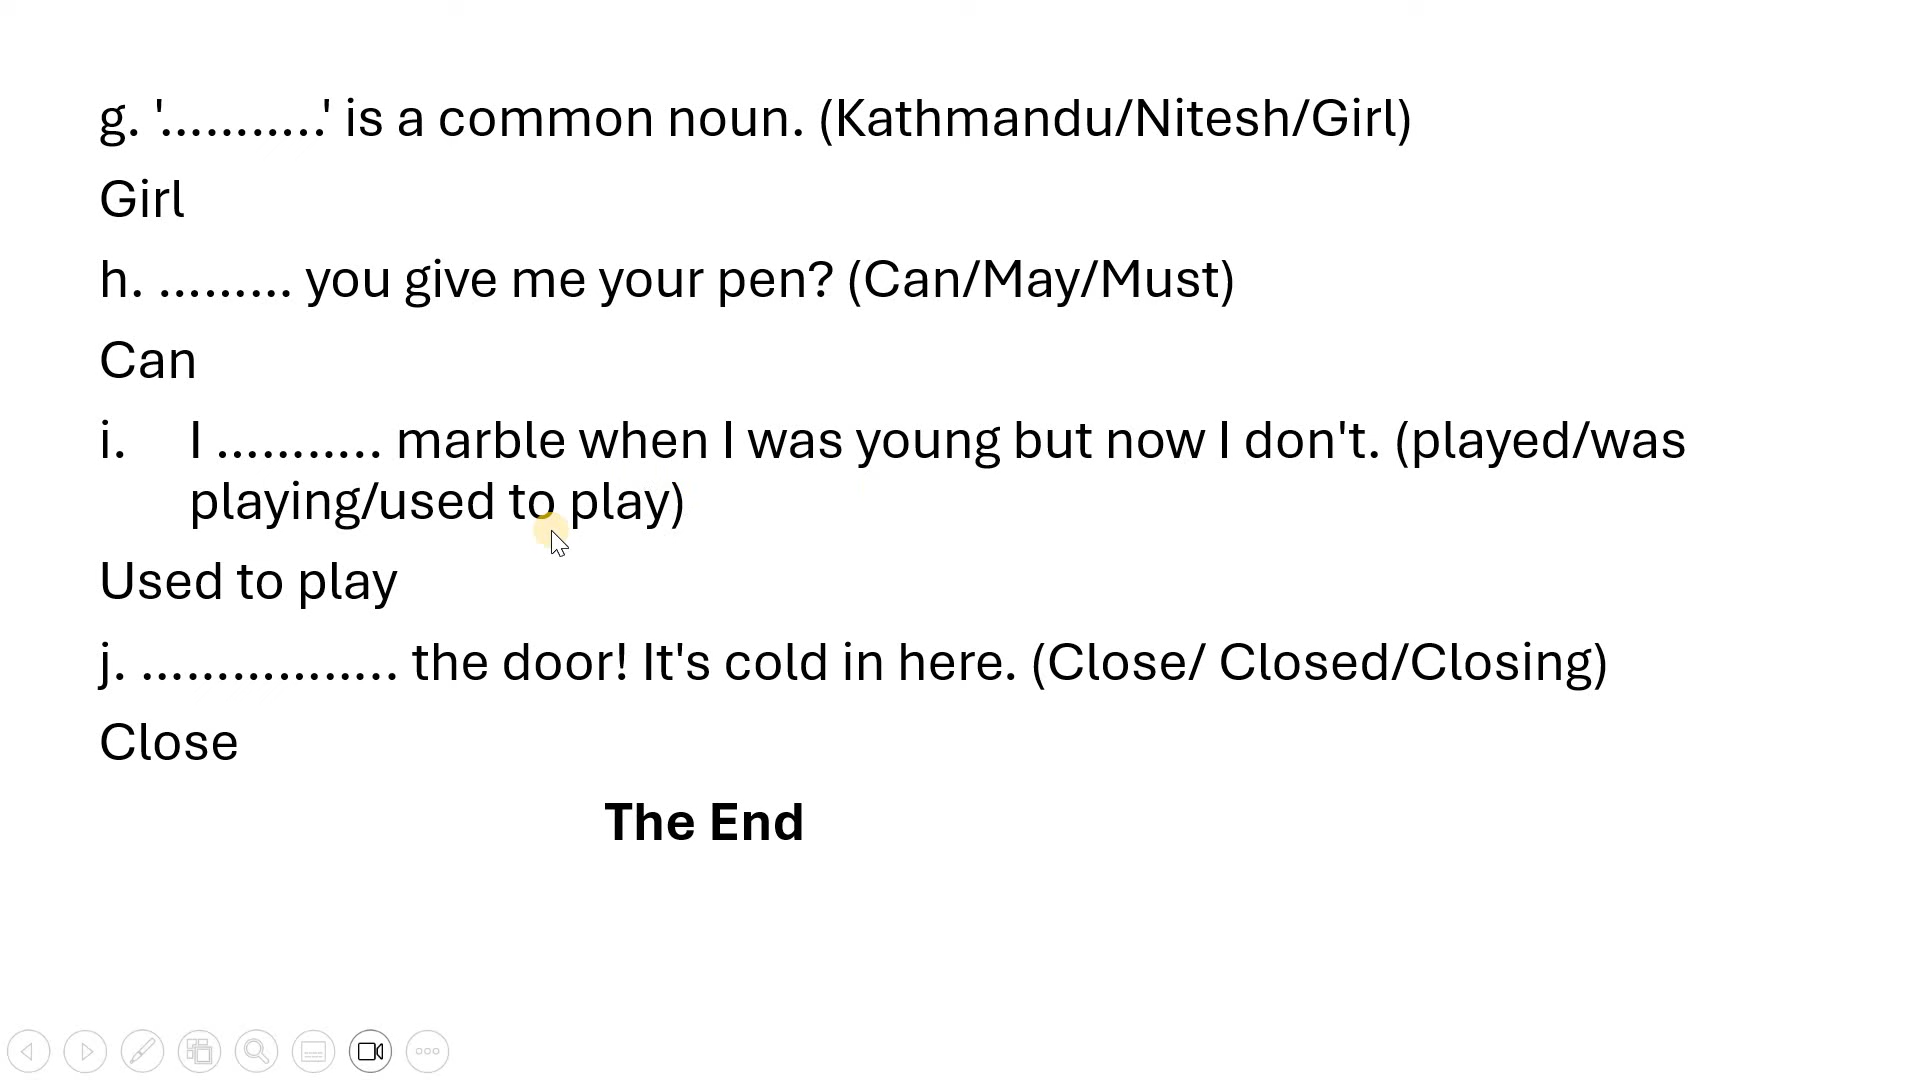 g. '...........' is a common noun. (Kathmandu/Nitesh/Girl)
Girl
h. ......... you give me your pen? (Can/May/Must)
Can
i. I ........... marble when I was young but now I don't. (played/was
playing/used to play)
Used to play
j. ................. the door! It's cold in here. (Close/ Closed/Closing)
Close
The End